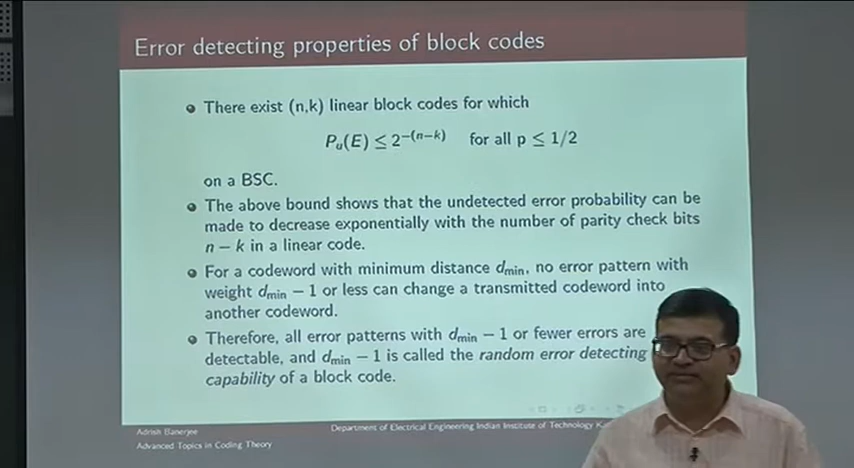 Error detecting properties of block codes
There exist (n,k) linear block codes for which
P_u(E) ≤ 2^{-(n-k)} for all p ≤ 1/2
on a BSC.
The above bound shows that the undetected error probability can be
made to decrease exponentially with the number of parity check bits
n − k in a linear code.
For a codeword with minimum distance d_min, no error pattern with
weight d_min − 1 or less can change a transmitted codeword into
another codeword.
Therefore, all error patterns with d_min − 1 or fewer errors are
detectable, and d_min − 1 is called the random error detecting
capability of a block code.
Adrish Banerjee
Department of Electrical Engineering Indian Institute of Technology
Advanced Topics in Coding Theory